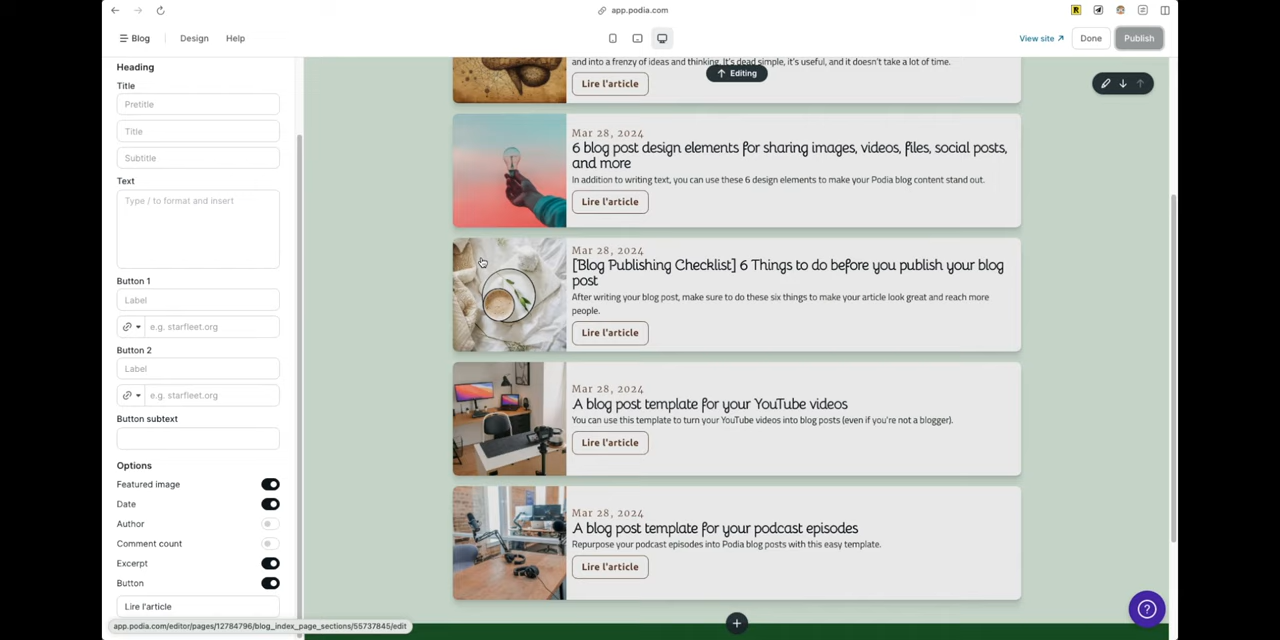 app.podia.com
Blog
Design
Help
View site ↗
Done
Publish
Heading
Title
Pretitle
Title
Subtitle
Text
Type / to format and insert
Button 1
Label
e.g. starfleet.org
Button 2
Label
e.g. starfleet.org
Button subtext
Options
Featured image
Date
Author
Comment count
Excerpt
Button
Lire l'article
app.podia.com/editor/pages/12784796/blog_index_page_sections/55737845/edit
and into a frenzy of ideas and thinking. It's dead simple, it's useful, and it doesn't take a lot of time.
↑ Editing
Lire l'article
Mar 28, 2024
6 blog post design elements for sharing images, videos, files, social posts,
and more
In addition to writing text, you can use these 6 design elements to make your Podia blog content stand out.
Lire l'article
Mar 28, 2024
[Blog Publishing Checklist] 6 Things to do before you publish your blog
post
After writing your blog post, make sure to do these six things to make your article look great and reach more
people.
Lire l'article
Mar 28, 2024
A blog post template for your YouTube videos
You can use this template to turn your YouTube videos into blog posts (even if you're not a blogger).
Lire l'article
Mar 28, 2024
A blog post template for your podcast episodes
Repurpose your podcast episodes into Podia blog posts with this easy template.
Lire l'article